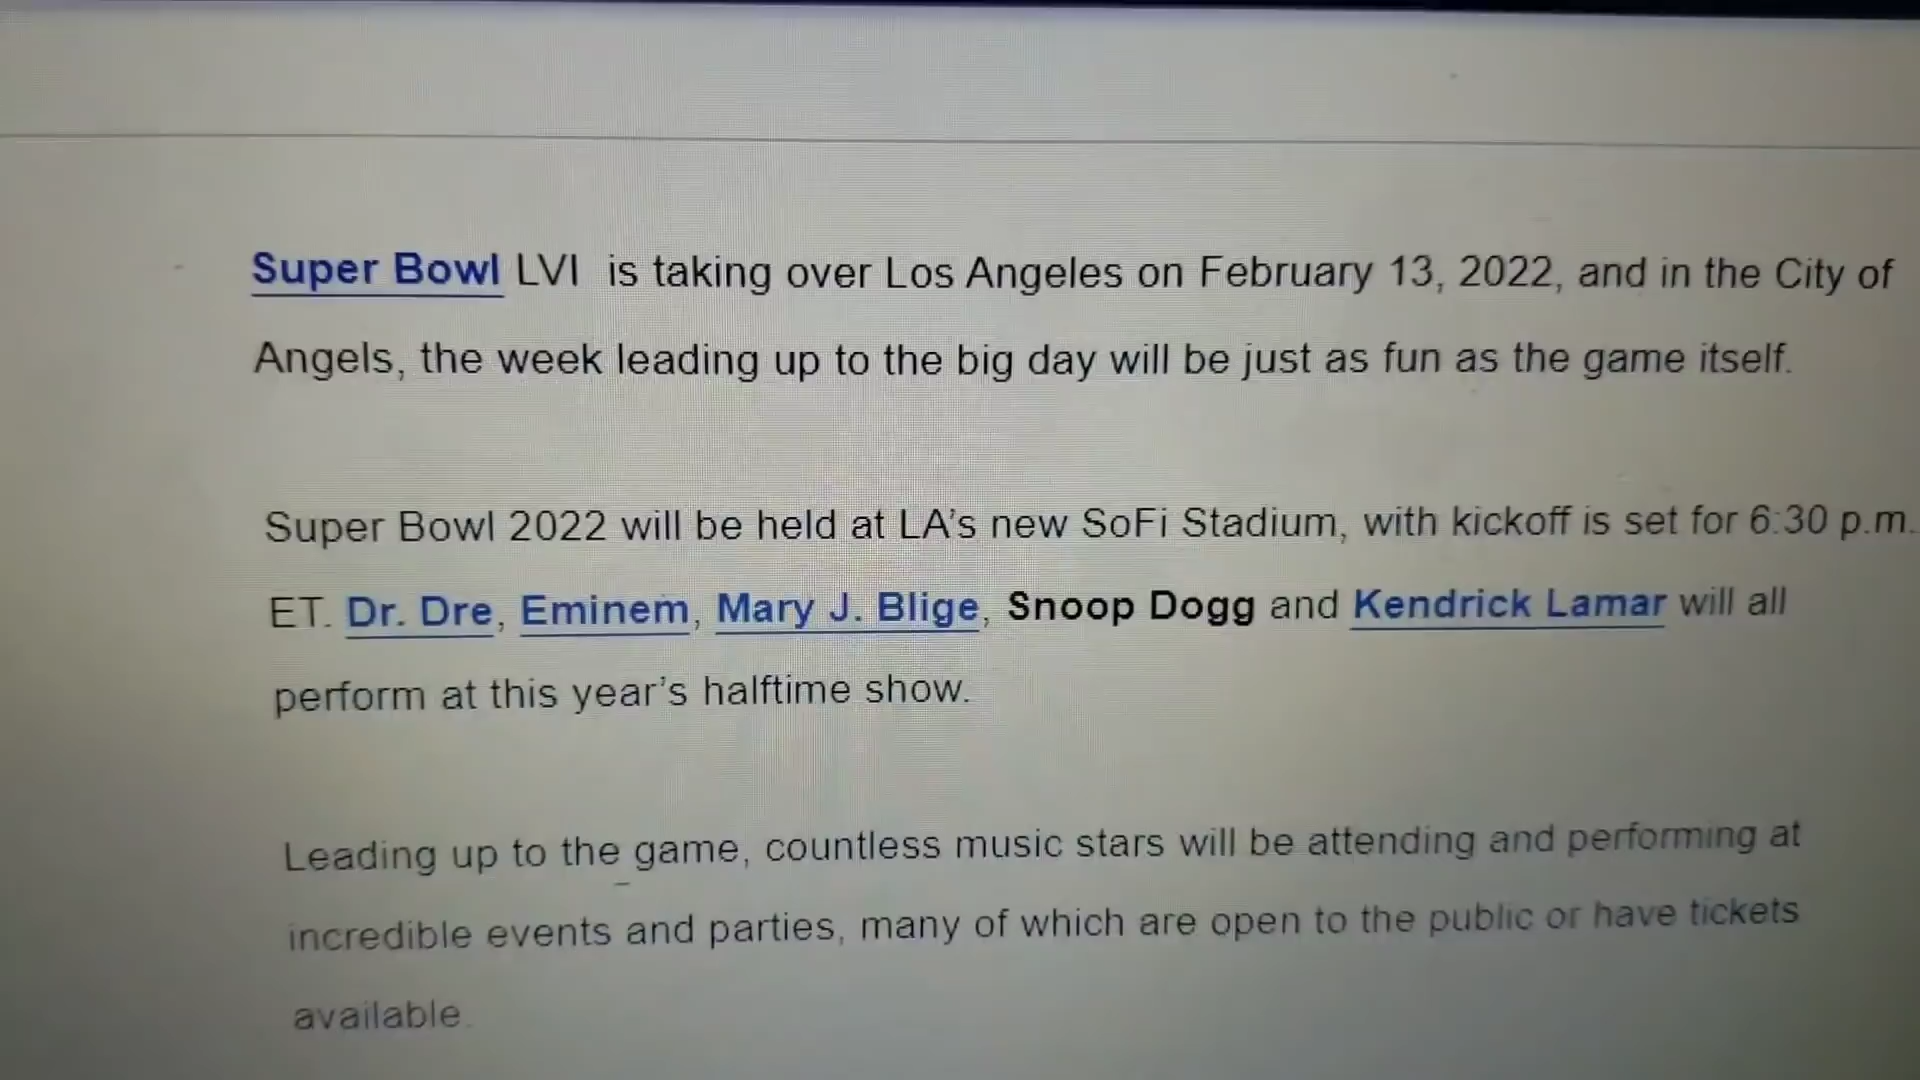 Super Bowl LVI is taking over Los Angeles on February 13, 2022, and in the City of
Angels, the week leading up to the big day will be just as fun as the game itself.
Super Bowl 2022 will be held at LA's new SoFi Stadium, with kickoff is set for 6:30 p.m.
ET. Dr. Dre, Eminem, Mary J. Blige, Snoop Dogg and Kendrick Lamar will all
perform at this year's halftime show.
Leading up to the game, countless music stars will be attending and performing at
incredible events and parties, many of which are open to the public or have tickets
available.